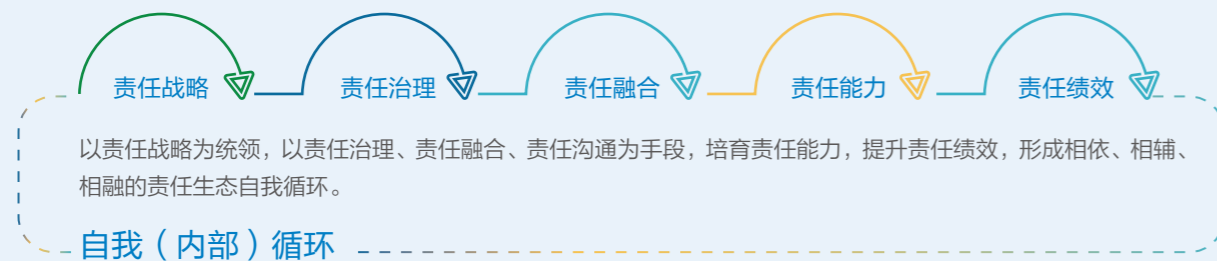 责任战略 责任治理 责任融合 责任能力 责任绩效
以责任战略为统领，以责任治理、责任融合、责任沟通为手段，培育责任能力，提升责任绩效，形成相依、相辅、
相融的责任生态自我循环。
自我（内部）循环